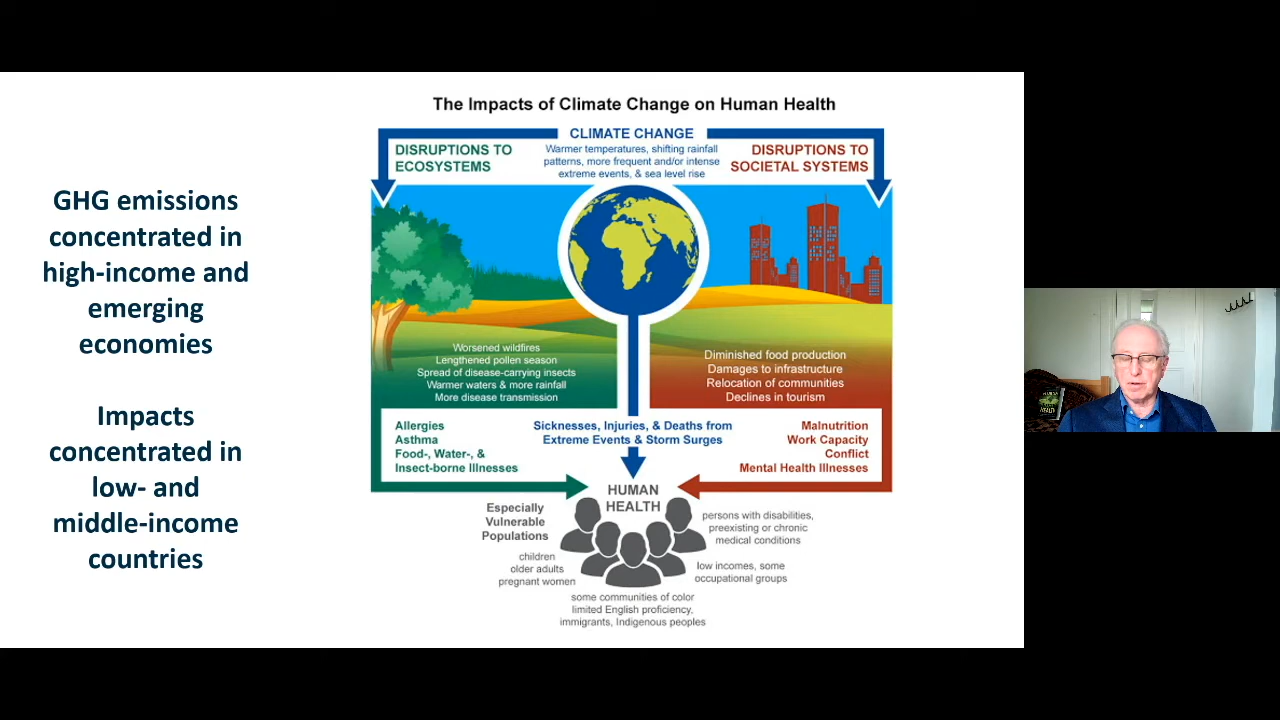 The Impacts of Climate Change on Human Health
GHG emissions
concentrated in
high-income and
emerging
economies
Impacts
concentrated in
low- and
middle-income
countries
CLIMATE CHANGE
Warmer temperatures, shifting rainfall
patterns, more frequent and/or intense
extreme events, & sea level rise
DISRUPTIONS TO
ECOSYSTEMS
DISRUPTIONS TO
SOCIETAL SYSTEMS
Worsened wildfires
Lengthened pollen season
Spread of disease-carrying insects
Warmer waters & more rainfall
More disease transmission
Diminished food production
Damages to infrastructure
Relocation of communities
Declines in tourism
Allergies
Asthma
Food-, Water-, &
Insect-borne Illnesses
Sicknesses, Injuries, & Deaths from
Extreme Events & Storm Surges
Malnutrition
Work Capacity
Conflict
Mental Health Illnesses
HUMAN
HEALTH
Especially
Vulnerable
Populations
children
older adults
pregnant women
persons with disabilities,
preexisting or chronic
medical conditions
low incomes, some
occupational groups
some communities of color
limited English proficiency,
immigrants, Indigenous peoples